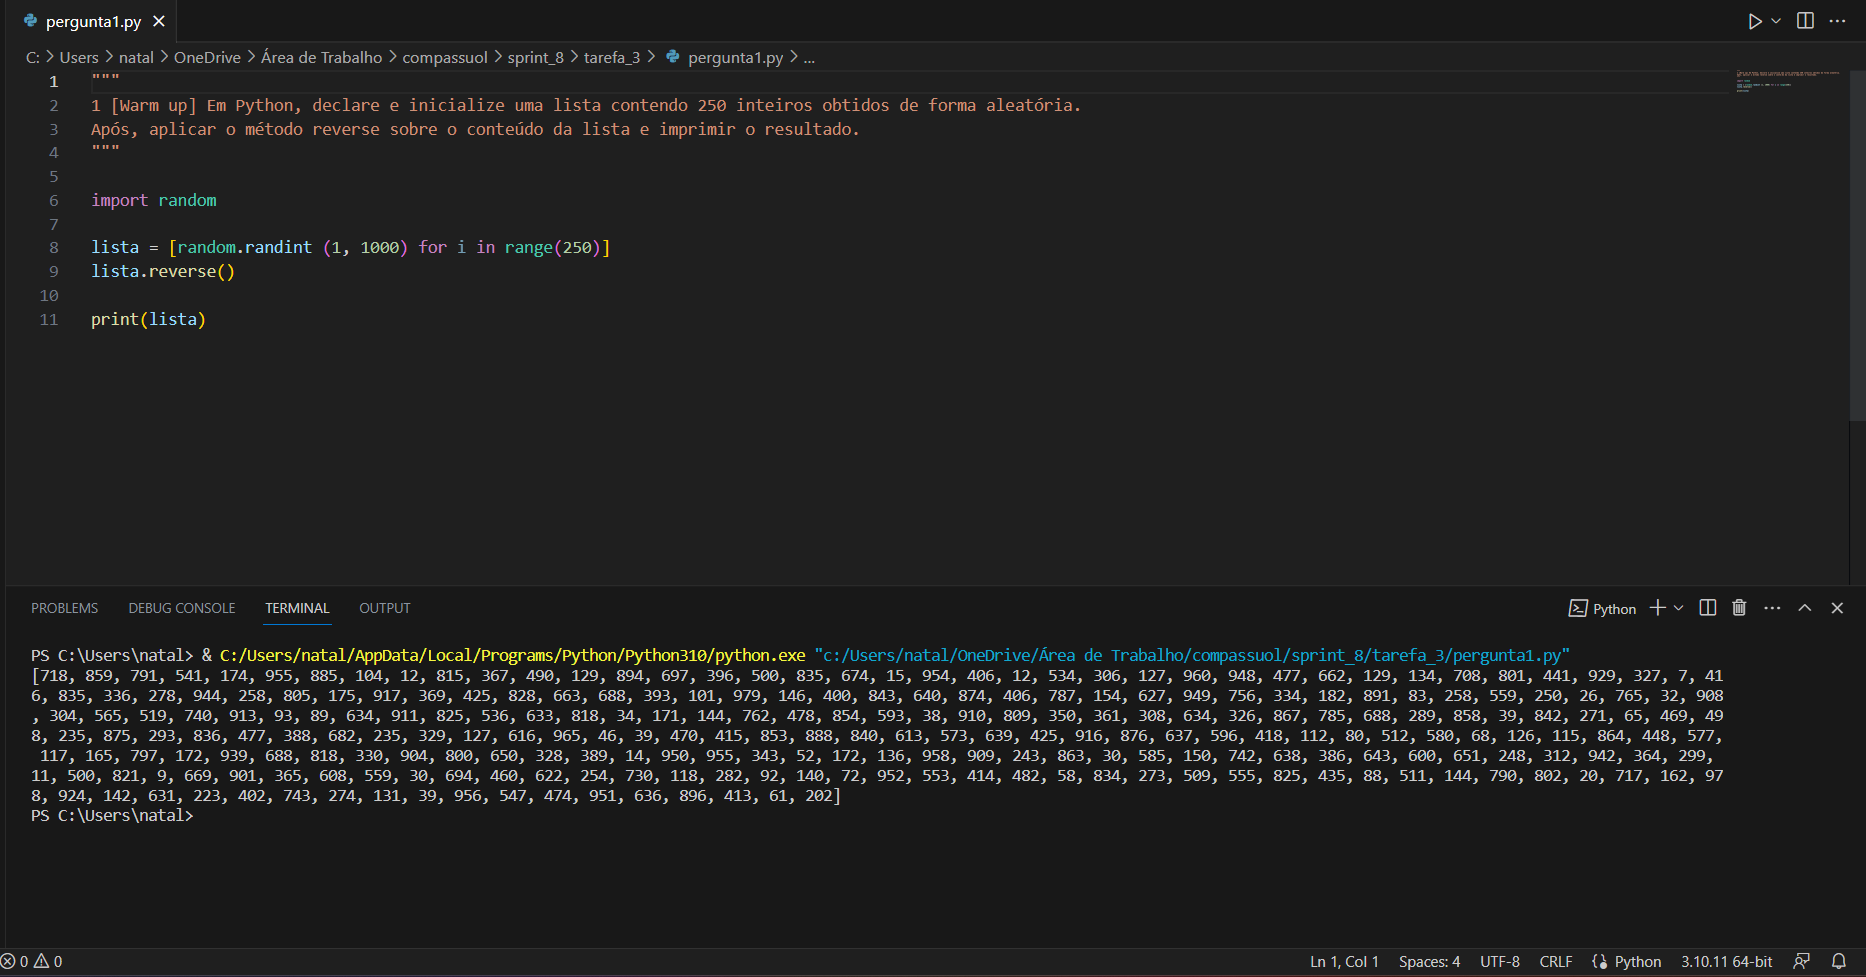 pergunta1.py
C: > Users > natal > OneDrive > Área de Trabalho > compassuol > sprint_8 > tarefa_3 > pergunta1.py > ...
1 """
2 1 [Warm up] Em Python, declare e inicialize uma lista contendo 250 inteiros obtidos de forma aleatória.
3 Após, aplicar o método reverse sobre o conteúdo da lista e imprimir o resultado.
4 """
5
6 import random
7
8 lista = [random.randint (1, 1000) for i in range(250)]
9 lista.reverse()
10
11 print(lista)
PROBLEMS DEBUG CONSOLE TERMINAL OUTPUT Python
PS C:\Users\natal> & C:/Users/natal/AppData/Local/Programs/Python/Python310/python.exe "c:/Users/natal/OneDrive/Área de Trabalho/compassuol/sprint_8/tarefa_3/pergunta1.py"
[718, 859, 791, 541, 174, 955, 885, 104, 12, 815, 367, 490, 129, 894, 697, 396, 500, 835, 674, 15, 954, 406, 12, 534, 306, 127, 960, 948, 477, 662, 129, 134, 708, 801, 441, 929, 327, 7, 41
6, 835, 336, 278, 944, 258, 805, 175, 917, 369, 425, 828, 663, 688, 393, 101, 979, 146, 400, 843, 640, 874, 406, 787, 154, 627, 949, 756, 334, 182, 891, 83, 258, 559, 250, 26, 765, 32, 908
, 304, 565, 519, 740, 913, 93, 89, 634, 911, 825, 536, 633, 818, 34, 171, 144, 762, 478, 854, 593, 38, 910, 809, 350, 361, 308, 634, 326, 867, 785, 688, 289, 858, 39, 842, 271, 65, 469, 49
8, 235, 875, 293, 836, 477, 388, 682, 235, 329, 127, 616, 965, 46, 39, 470, 415, 853, 888, 840, 613, 573, 639, 425, 916, 876, 637, 596, 418, 112, 80, 512, 580, 68, 126, 115, 864, 448, 577,
117, 165, 797, 172, 939, 688, 818, 330, 904, 800, 650, 328, 389, 14, 950, 955, 343, 52, 172, 136, 958, 909, 243, 863, 30, 585, 150, 742, 638, 386, 643, 600, 651, 248, 312, 942, 364, 299,
11, 500, 821, 9, 669, 901, 365, 608, 559, 30, 694, 460, 622, 254, 730, 118, 282, 92, 140, 72, 952, 553, 414, 482, 58, 834, 273, 509, 555, 825, 435, 88, 511, 144, 790, 802, 20, 717, 162, 97
8, 924, 142, 631, 223, 402, 743, 274, 131, 39, 956, 547, 474, 951, 636, 896, 413, 61, 202]
PS C:\Users\natal>
0 0 Ln 1, Col 1 Spaces: 4 UTF-8 CRLF Python 3.10.11 64-bit